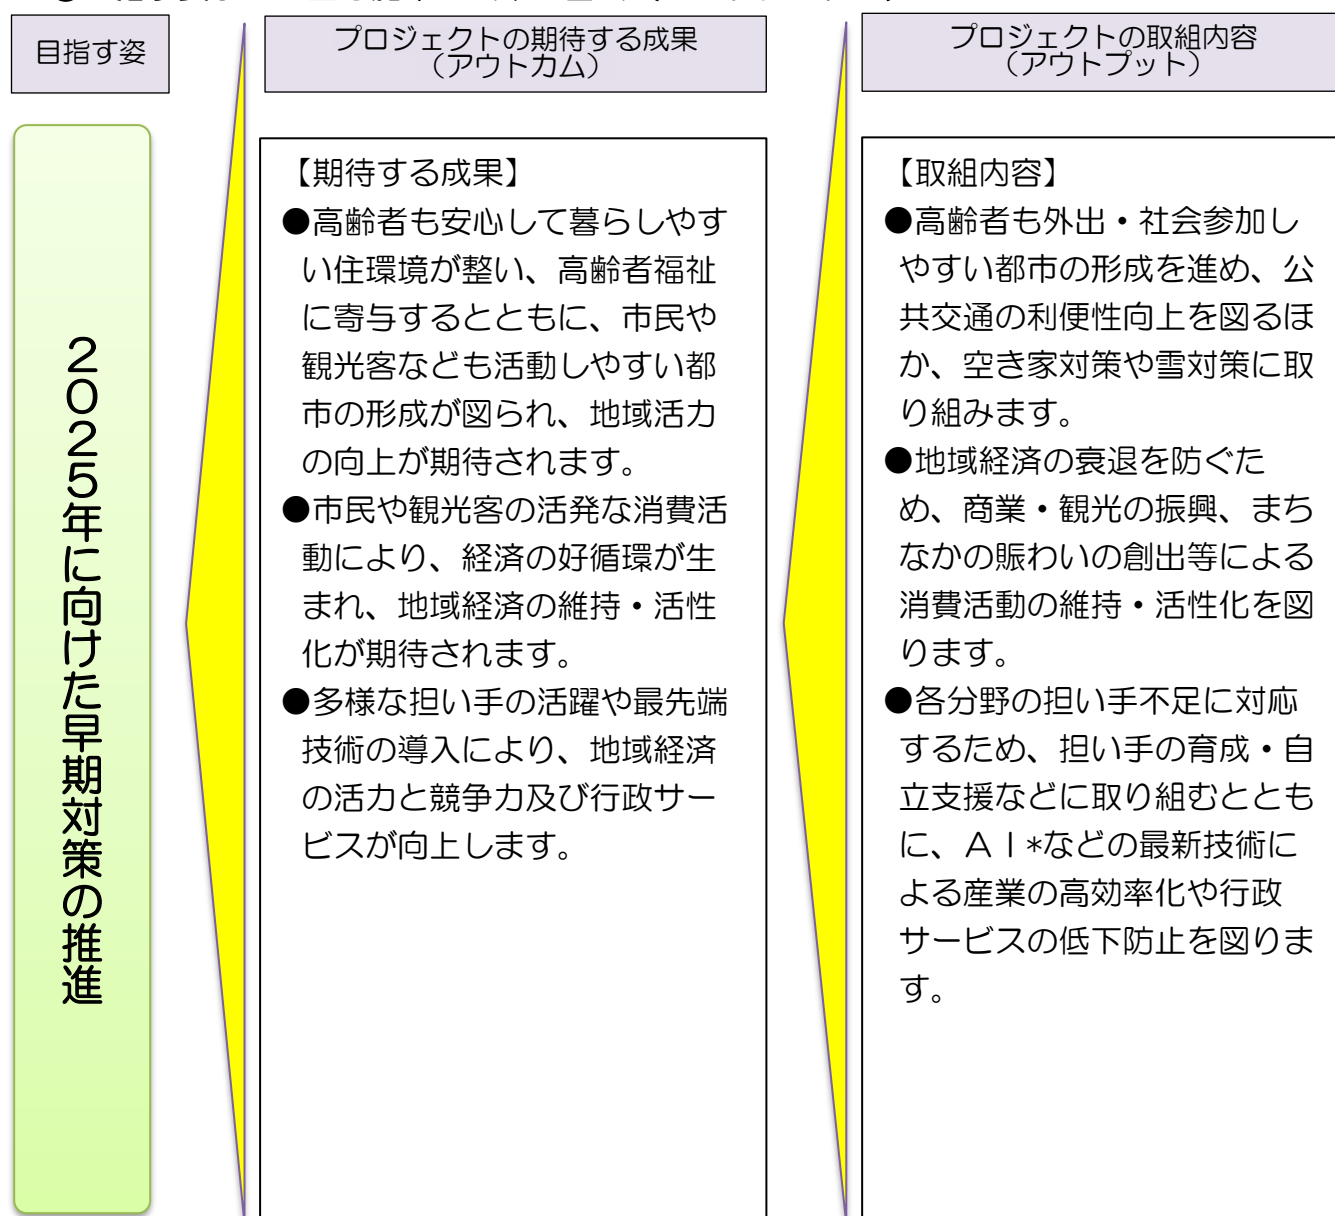 目指す姿
プロジェクトの期待する成果
（アウトカム）
プロジェクトの取組内容
（アウトプット）
２０２５年に向けた早期対策の推進
【期待する成果】
●高齢者も安心して暮らしやす
い住環境が整い、高齢者福祉
に寄与するとともに、市民や
観光客なども活動しやすい都
市の形成が図られ、地域活力
の向上が期待されます。
●市民や観光客の活発な消費活
動により、経済の好循環が生
まれ、地域経済の維持・活性
化が期待されます。
●多様な担い手の活躍や最先端
技術の導入により、地域経済
の活力と競争力及び行政サー
ビスが向上します。
【取組内容】
●高齢者も外出・社会参加し
やすい都市の形成を進め、公
共交通の利便性向上を図るほ
か、空き家対策や雪対策に取
り組みます。
●地域経済の衰退を防ぐた
め、商業・観光の振興、まち
なかの賑わいの創出等による
消費活動の維持・活性化を図
ります。
●各分野の担い手不足に対応
するため、担い手の育成・自
立支援などに取り組むととも
に、ＡＩ*などの最新技術に
よる産業の高効率化や行政
サービスの低下防止を図りま
す。